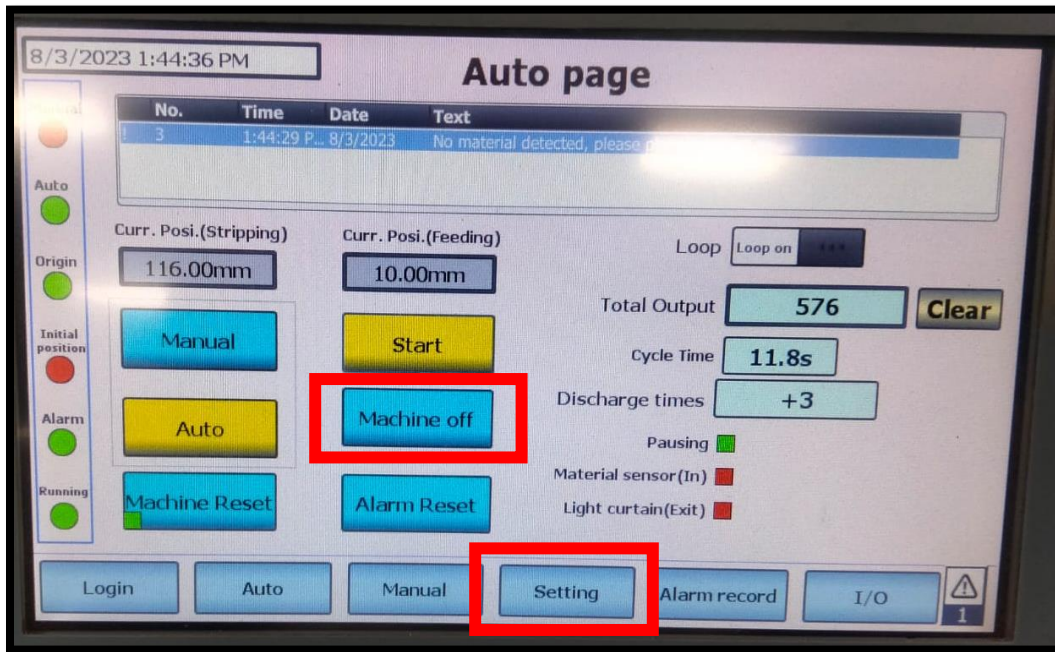 8/3/2023 1:44:36 PM
Auto page
No. Time Date Text
! 3 1:44:29 P... 8/3/2023 No material detected, please
Auto
Origin
Initial
position
Alarm
Running
Curr. Posi.(Stripping)
116.00mm
Curr. Posi.(Feeding)
10.00mm
Loop Loop on
Total Output 576 Clear
Cycle Time 11.8s
Discharge times +3
Pausing
Material sensor(In)
Light curtain(Exit)
Manual
Start
Auto
Machine off
Machine Reset
Alarm Reset
Login Auto Manual Setting Alarm record I/O 1